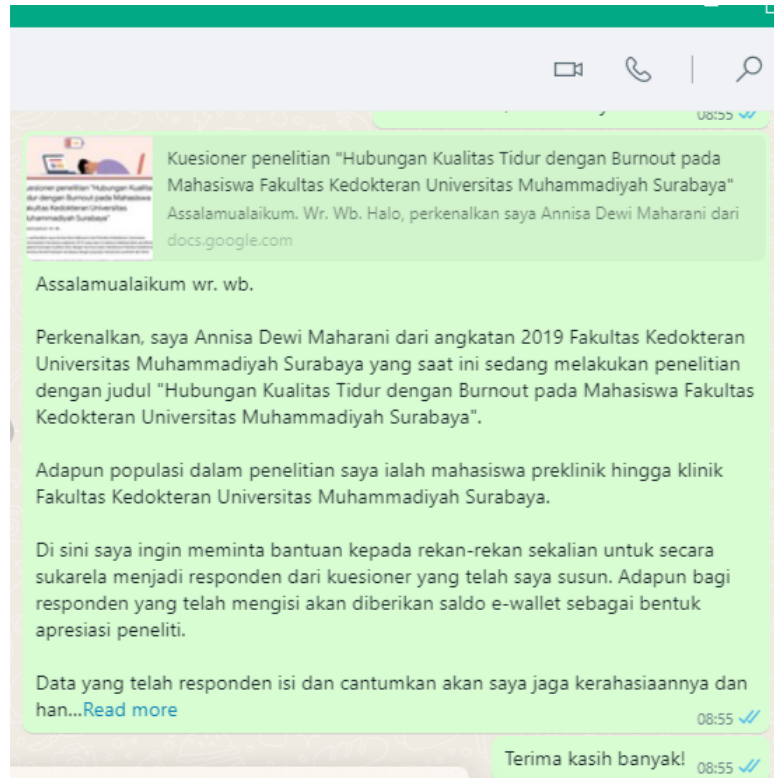 08:55
Kuesioner penelitian "Hubungan Kualitas Tidur dengan Burnout pada
Mahasiswa Fakultas Kedokteran Universitas Muhammadiyah Surabaya"
Assalamualaikum. Wr. Wb. Halo, perkenalkan saya Annisa Dewi Maharani dari
docs.google.com
Assalamualaikum wr. wb.
Perkenalkan, saya Annisa Dewi Maharani dari angkatan 2019 Fakultas Kedokteran
Universitas Muhammadiyah Surabaya yang saat ini sedang melakukan penelitian
dengan judul "Hubungan Kualitas Tidur dengan Burnout pada Mahasiswa Fakultas
Kedokteran Universitas Muhammadiyah Surabaya".
Adapun populasi dalam penelitian saya ialah mahasiswa preklinik hingga klinik
Fakultas Kedokteran Universitas Muhammadiyah Surabaya.
Di sini saya ingin meminta bantuan kepada rekan-rekan sekalian untuk secara
sukarela menjadi responden dari kuesioner yang telah saya susun. Adapun bagi
responden yang telah mengisi akan diberikan saldo e-wallet sebagai bentuk
apresiasi peneliti.
Data yang telah responden isi dan cantumkan akan saya jaga kerahasiaannya dan
han...Read more
08:55
Terima kasih banyak! 08:55